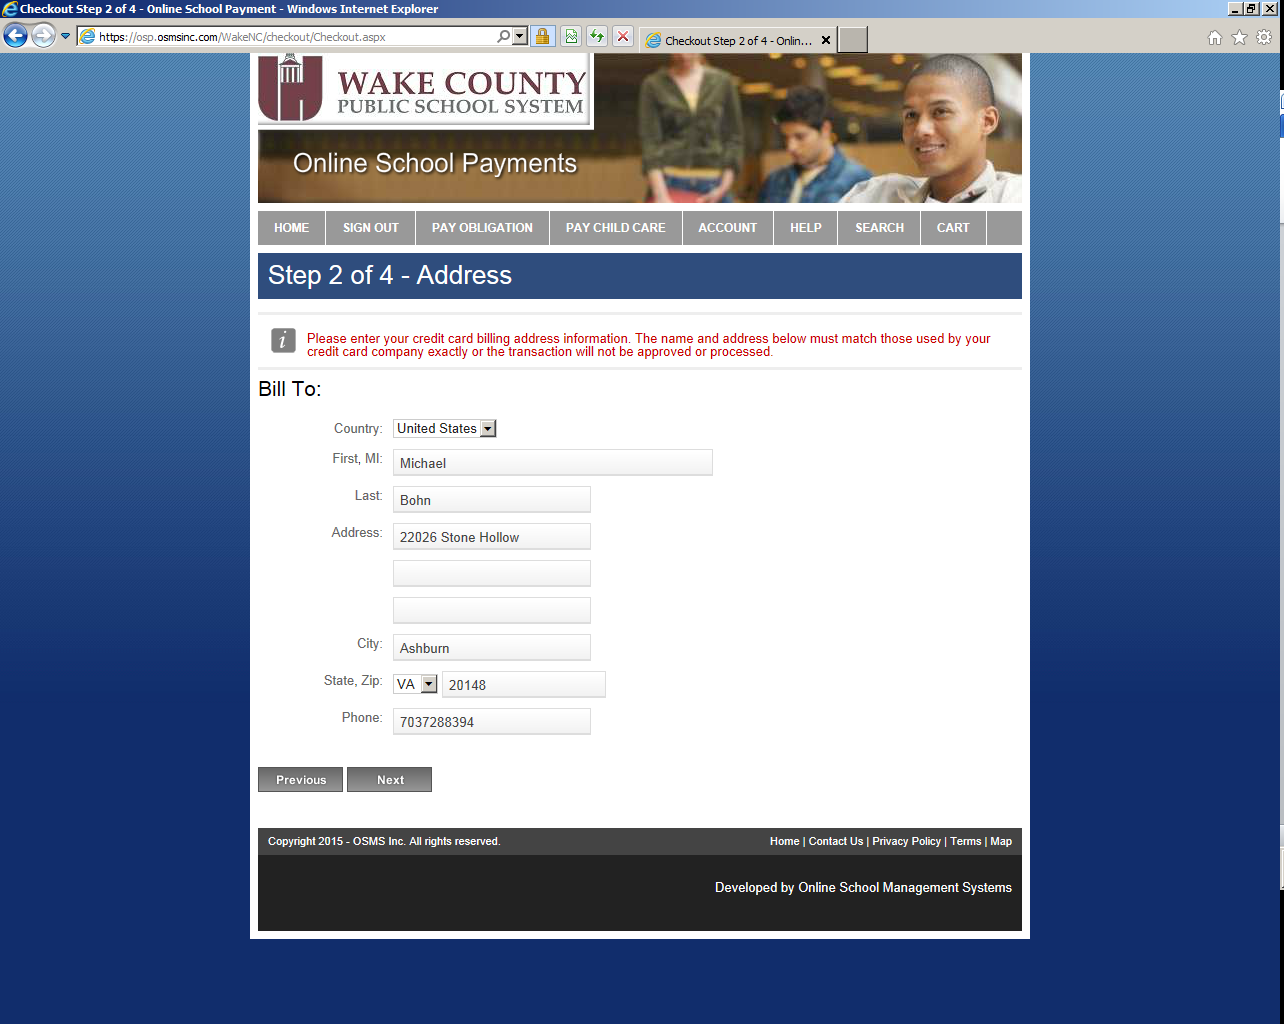 Checkout Step 2 of 4 - Online School Payment - Windows Internet Explorer
https://osp.osmsinc.com/WakeNC/checkout/Checkout.aspx
Checkout Step 2 of 4 - Onlin...
WAKE COUNTY
PUBLIC SCHOOL SYSTEM
Online School Payments
HOME SIGN OUT PAY OBLIGATION PAY CHILD CARE ACCOUNT HELP SEARCH CART
Step 2 of 4 - Address
i Please enter your credit card billing address information. The name and address below must match those used by your
credit card company exactly or the transaction will not be approved or processed.
Bill To:
Country: United States
First, MI: Michael
Last: Bohn
Address: 22026 Stone Hollow
City: Ashburn
State, Zip: VA 20148
Phone: 7037288394
Previous Next
Copyright 2015 - OSMS Inc. All rights reserved. Home | Contact Us | Privacy Policy | Terms | Map
Developed by Online School Management Systems